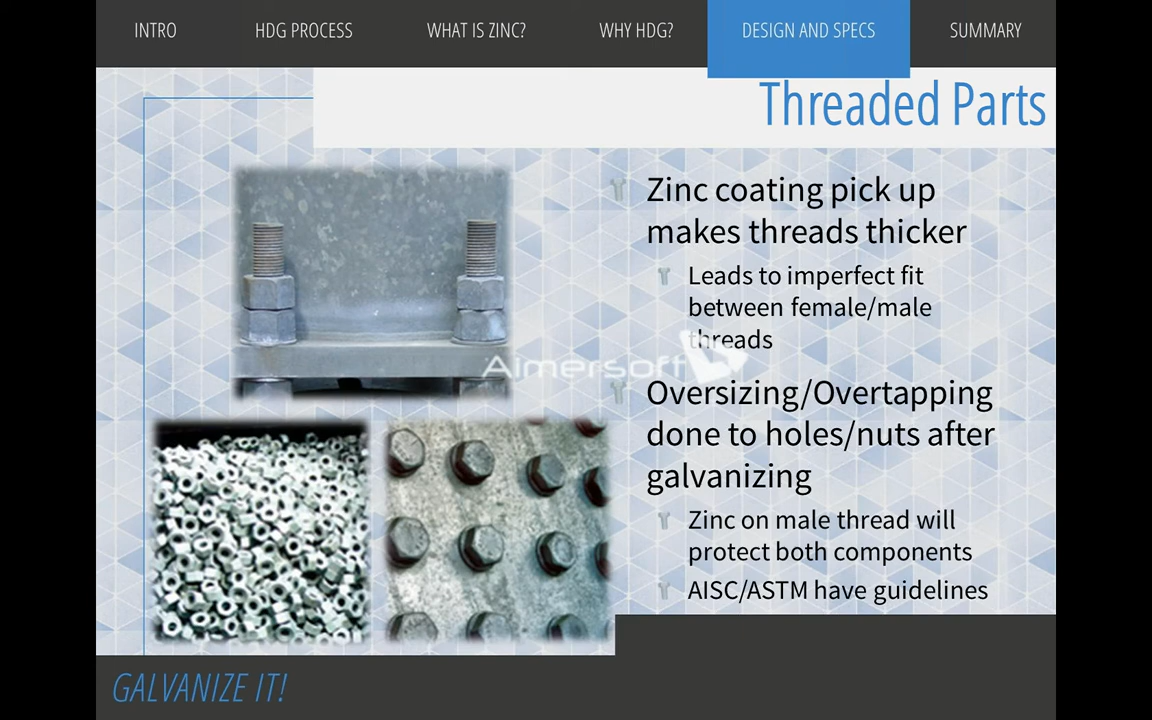 INTRO
HDG PROCESS
WHAT IS ZINC?
WHY HDG?
DESIGN AND SPECS
SUMMARY
Threaded Parts
Zinc coating pick up
makes threads thicker
Leads to imperfect fit
between female/male
threads
Aimersoft
Oversizing/Overtapping
done to holes/nuts after
galvanizing
Zinc on male thread will
protect both components
AISC/ASTM have guidelines
GALVANIZE IT!